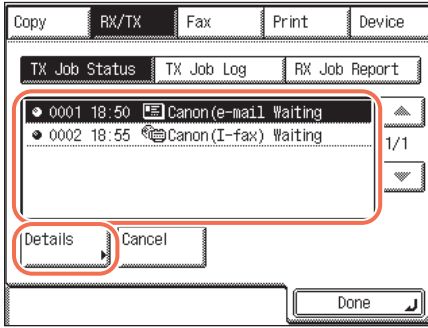 Copy RX/TX Fax Print Device
TX Job Status TX Job Log RX Job Report
0001 18:50 Canon(e-mail Waiting
0002 18:55 Canon(I-fax) Waiting
1/1
Details Cancel
Done